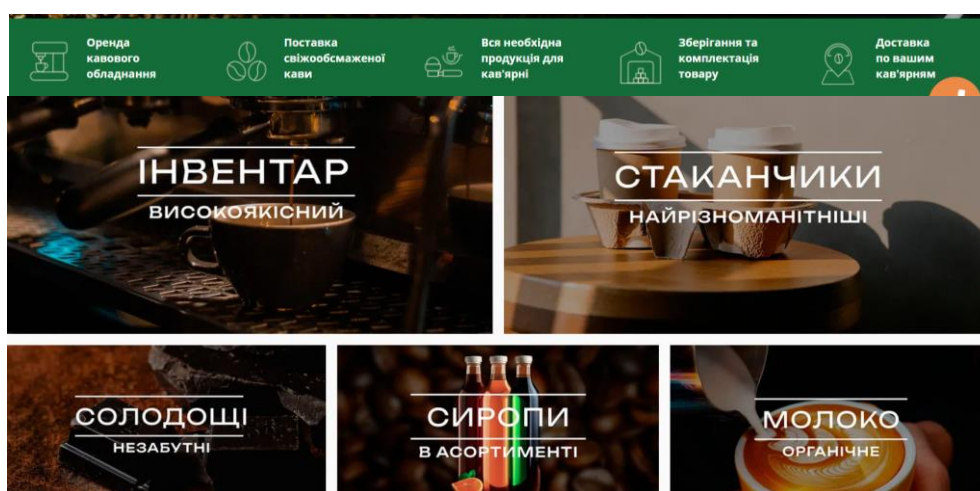 Оренда
кавового
обладнання
Поставка
свіжообсмаженої
кави
Вся необхідна
продукція для
кав'ярні
Зберігання та
комплектація
товару
Доставка
по вашим
кав'ярням
ІНВЕНТАР
ВИСОКОЯКІСНИЙ
СТАКАНЧИКИ
НАЙРІЗНОМАНІТНІШІ
СОЛОДОЩІ
НЕЗАБУТНІ
СИРОПИ
В АСОРТИМЕНТІ
МОЛОКО
ОРГАНІЧНЕ